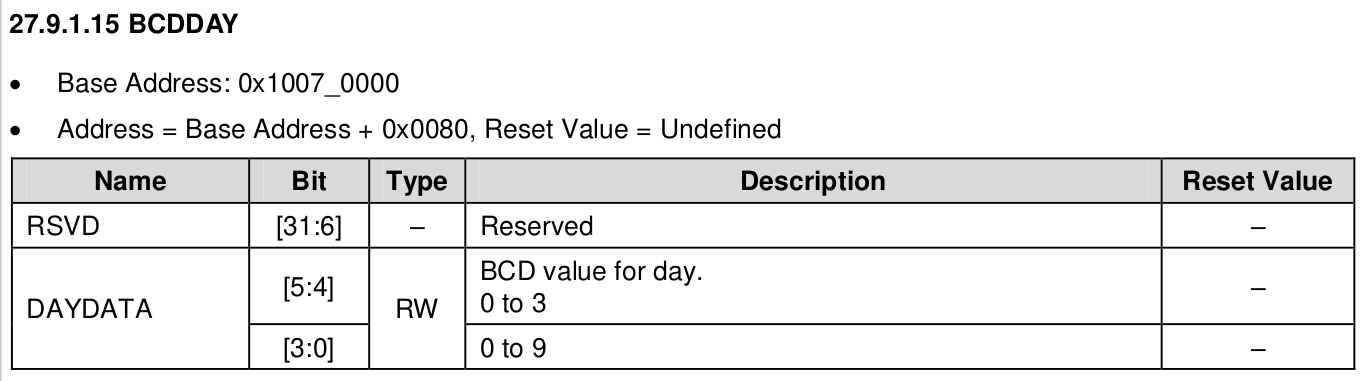 27.9.1.15 BCDDAY
• Base Address: 0x1007_0000
• Address = Base Address + 0x0080, Reset Value = Undefined
Name Bit Type Description Reset Value
RSVD [31:6] – Reserved –
DAYDATA [5:4] RW BCD value for day. –
0 to 3
[3:0] 0 to 9 –